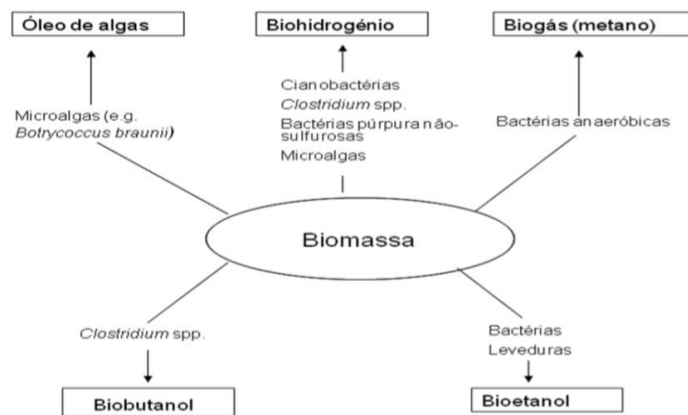 Óleo de algas
Biohidrogénio
Biogás (metano)
Microalgas (e.g.
Botrycoccus braunii)
Cianobactérias
Clostridium spp.
Bactérias púrpura não-
sulfurosas
Microalgas
Bactérias anaeróbicas
Biomassa
Clostridium spp.
Bactérias
Leveduras
Biobutanol
Bioetanol